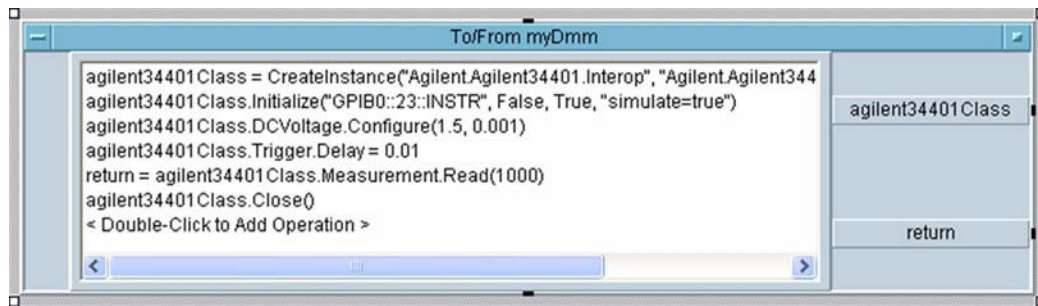 To/From myDmm
agilent34401Class = CreateInstance("Agilent.Agilent34401.Interop", "Agilent.Agilent344
agilent34401Class.Initialize("GPIB0::23::INSTR", False, True, "simulate=true")
agilent34401Class.DCVoltage.Configure(1.5, 0.001)
agilent34401Class.Trigger.Delay = 0.01
return = agilent34401Class.Measurement.Read(1000)
agilent34401Class.Close()
< Double-Click to Add Operation >
agilent34401Class
return